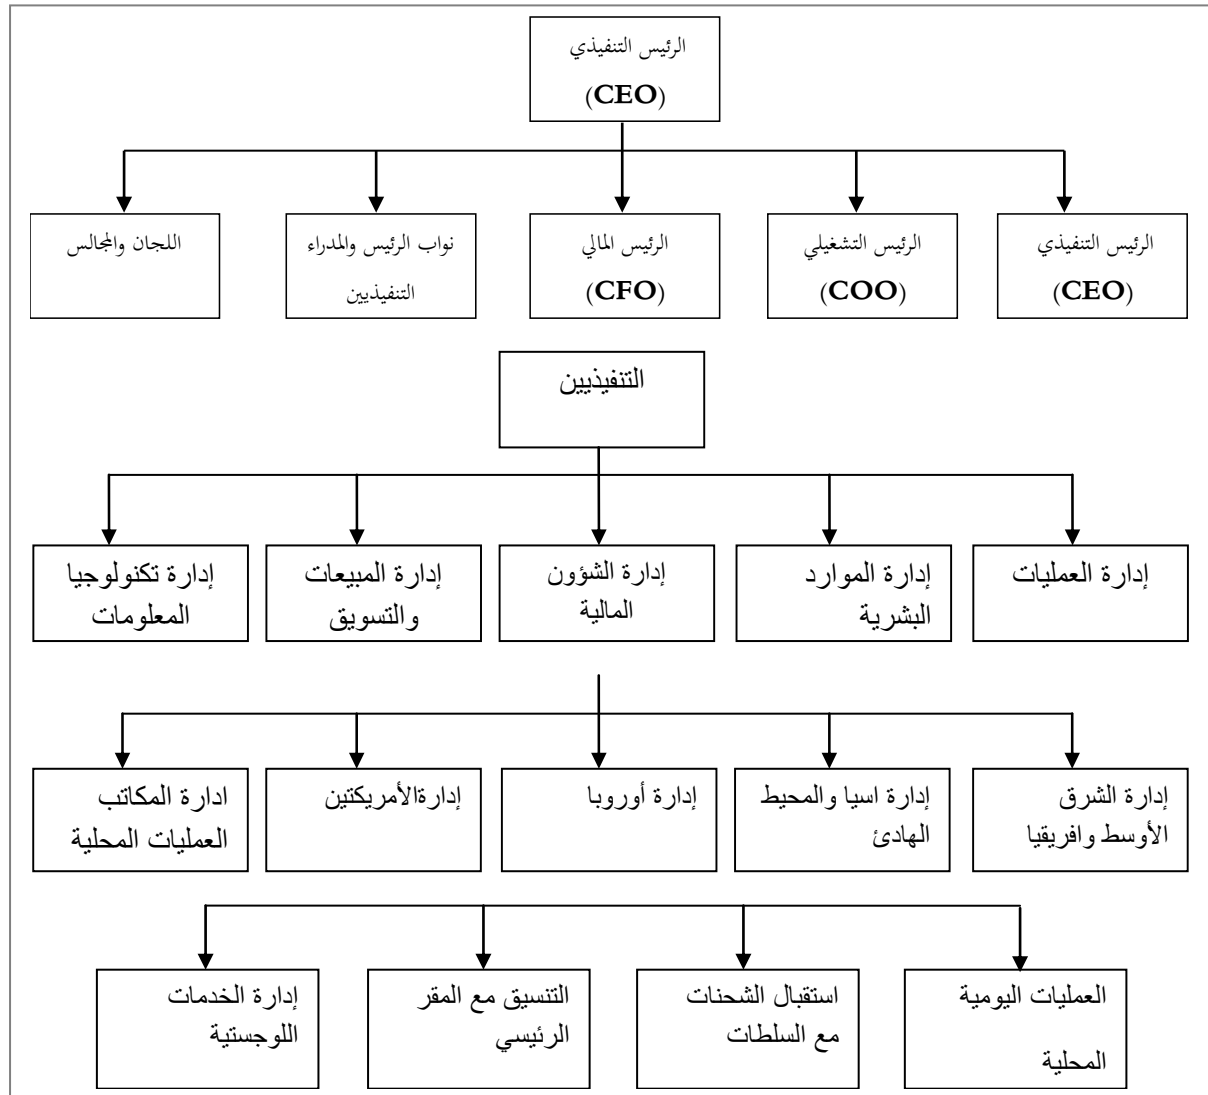 الرئيس التنفيذي
(CEO)
الرئيس التنفيذي
(CEO)
الرئيس التشغيلي
(COO)
الرئيس المالي
(CFO)
نواب الرئيس والمدراء
التنفيذيين
اللجان والمجالس
التنفيذيين
إدارة العمليات
إدارة الموارد
البشرية
إدارة الشؤون
المالية
إدارة المبيعات
والتسويق
إدارة تكنولوجيا
المعلومات
إدارة الشرق
الأوسط وافريقيا
إدارة اسيا والمحيط
الهادئ
إدارة أوروبا
إدارةالأمريكتين
ادارة المكاتب
العمليات المحلية
العمليات اليومية
المحلية
استقبال الشحنات
مع السلطات
التنسيق مع المقر
الرئيسي
إدارة الخدمات
اللوجستية